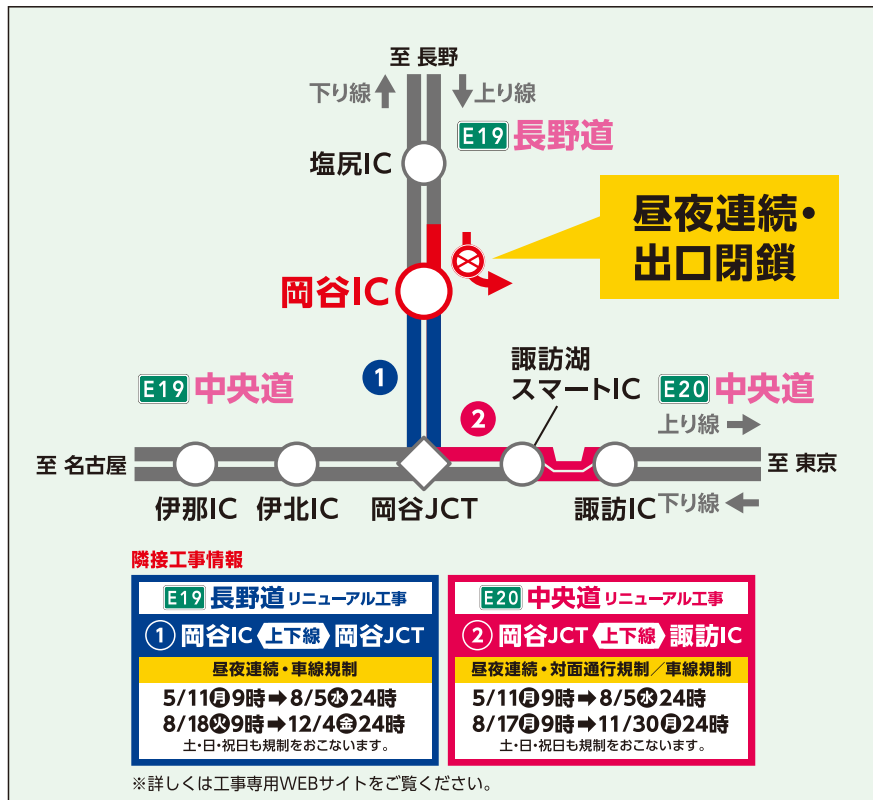 至 長野
下り線
上り線
E19 長野道
塩尻IC
昼夜連続・
出口閉鎖
岡谷IC
1
諏訪湖
スマートIC
E19 中央道
E20 中央道
2
上り線
至 名古屋
至 東京
伊那IC
伊北IC
岡谷JCT
諏訪IC
下り線
隣接工事情報
E19 長野道 リニューアル工事
① 岡谷IC 上下線 岡谷JCT
昼夜連続・車線規制
5/11月9時➡8/5水24時
8/18火9時➡12/4金24時
土・日・祝日も規制をおこないます。
E20 中央道 リニューアル工事
② 岡谷JCT 上下線 諏訪IC
昼夜連続・対面通行規制／車線規制
5/11月9時➡8/5水24時
8/17月9時➡11/30月24時
土・日・祝日も規制をおこないます。
※詳しくは工事専用WEBサイトをご覧ください。